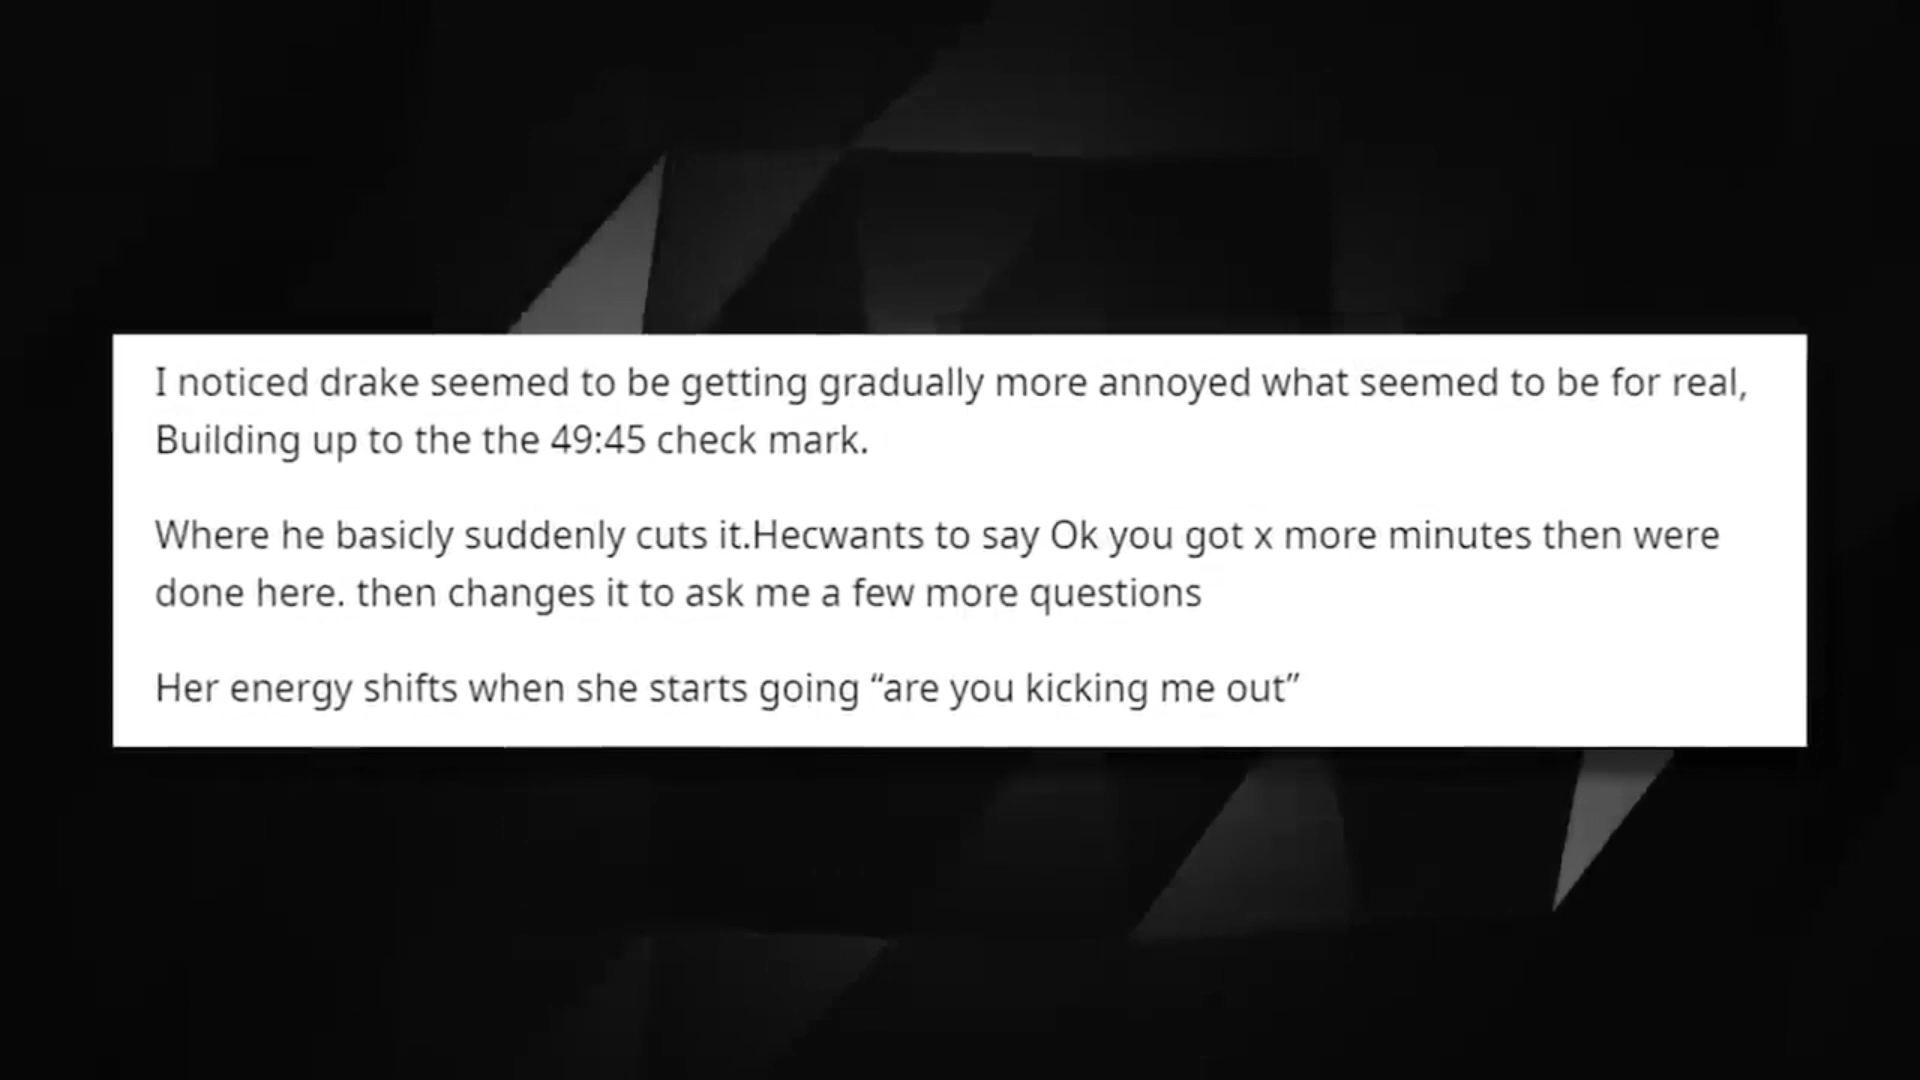 I noticed drake seemed to be getting gradually more annoyed what seemed to be for real,
Building up to the the 49:45 check mark.
Where he basicly suddenly cuts it.Hecwants to say Ok you got x more minutes then were
done here. then changes it to ask me a few more questions
Her energy shifts when she starts going “are you kicking me out”